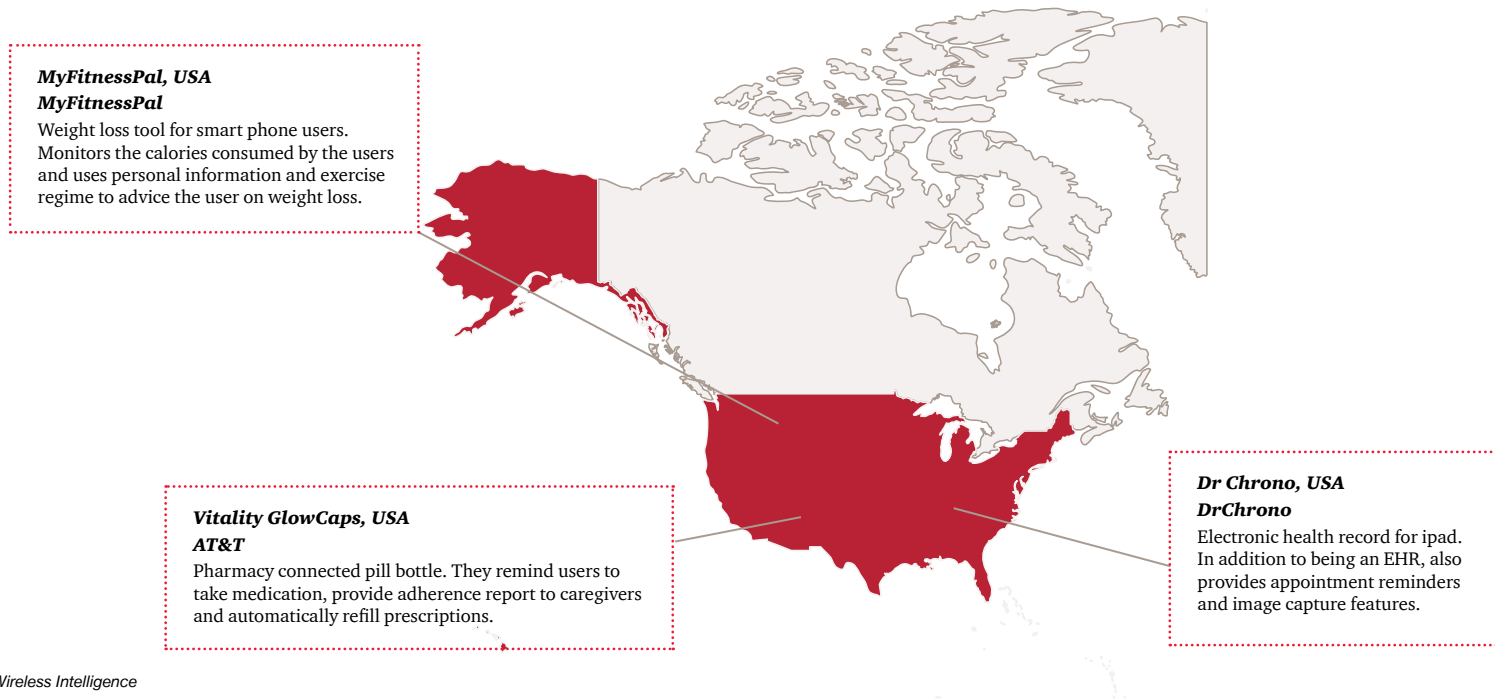 MyFitnessPal, USA
MyFitnessPal
Weight loss tool for smart phone users.
Monitors the calories consumed by the users
and uses personal information and exercise
regime to advice the user on weight loss.
Vitality GlowCaps, USA
AT&T
Pharmacy connected pill bottle. They remind users to
take medication, provide adherence report to caregivers
and automatically refill prescriptions.
Dr Chrono, USA
DrChrono
Electronic health record for ipad.
In addition to being an EHR, also
provides appointment reminders
and image capture features.
Wireless Intelligence